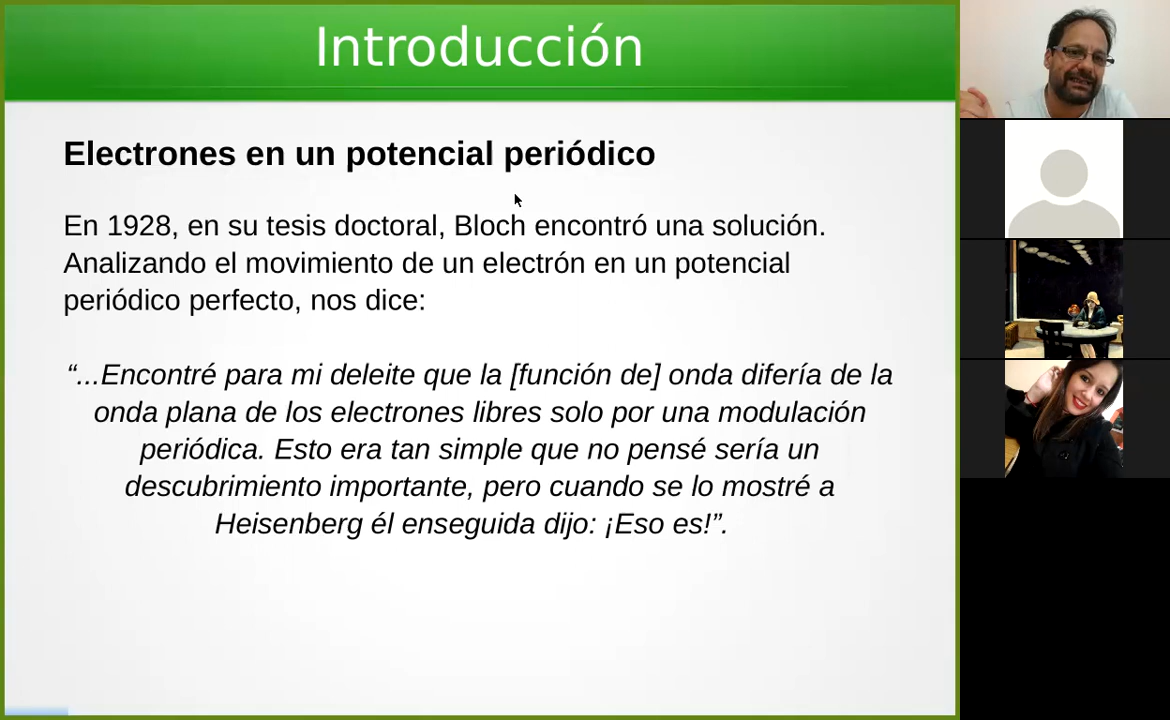 Introducción
Electrones en un potencial periódico
En 1928, en su tesis doctoral, Bloch encontró una solución.
Analizando el movimiento de un electrón en un potencial
periódico perfecto, nos dice:
“...Encontré para mi deleite que la [función de] onda difería de la
onda plana de los electrones libres solo por una modulación
periódica. Esto era tan simple que no pensé sería un
descubrimiento importante, pero cuando se lo mostré a
Heisenberg él enseguida dijo: ¡Eso es!”.